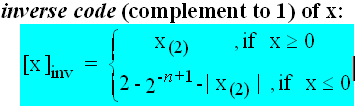 inverse code (complement to 1) of x:
x(2) , if x ≥ 0
[x]inv = {
2 - 2^-n+1 - | x(2) | , if x ≤ 0